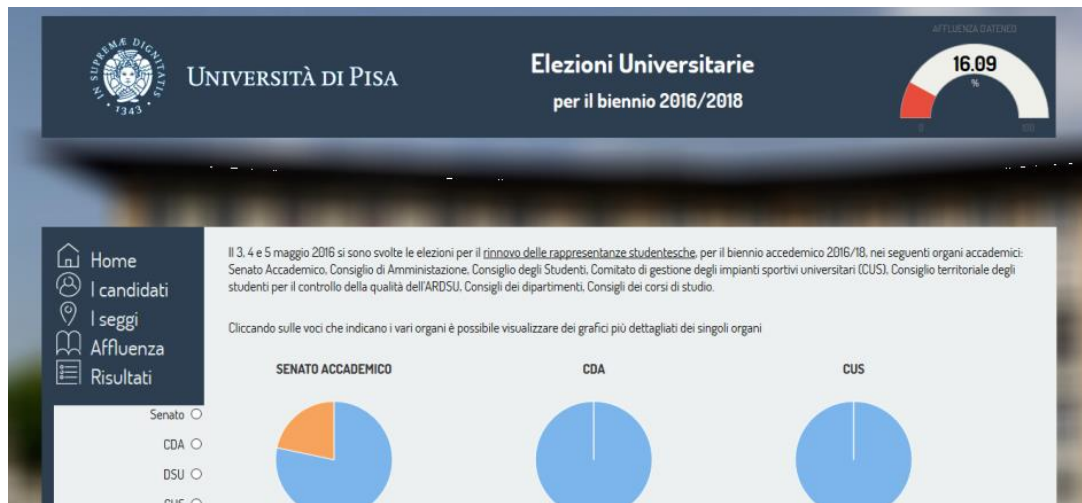 AFFLUENZA D'ATENEO
IN SUPREMÆ DIGNITATIS
·1343·
UNIVERSITÀ DI PISA
Elezioni Universitarie
per il biennio 2016/2018
16.09
%
0
100
Home
I candidati
I seggi
Affluenza
Risultati
Il 3, 4 e 5 maggio 2016 si sono svolte le elezioni per il rinnovo delle rappresentanze studentesche, per il biennio accedemico 2016/18, nei seguenti organi accademici:
Senato Accademico, Consiglio di Amministazione, Consiglio degli Studenti, Comitato di gestione degli impianti sportivi universitari (CUS), Consiglio territoriale degli
studenti per il controllo della qualità dell'ARDSU, Consigli dei dipartimenti, Consigli dei corsi di studio.
Cliccando sulle voci che indicano i vari organi è possibile visualizzare dei grafici più dettagliati dei singoli organi
SENATO ACCADEMICO
CDA
CUS
Senato
CDA
DSU
CUS